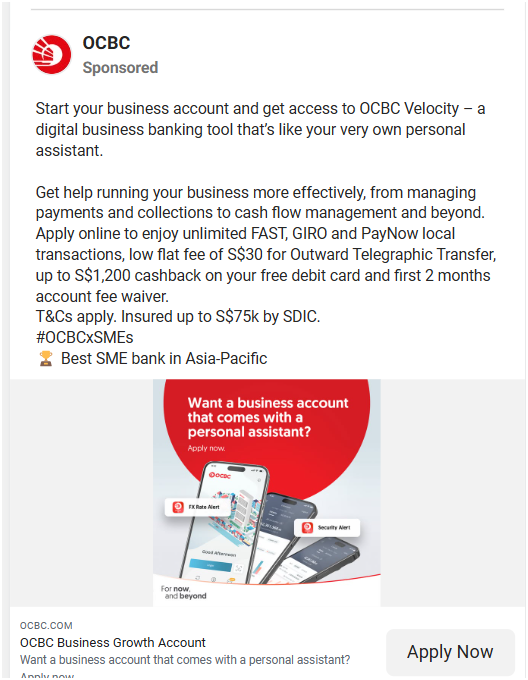 OCBC
Sponsored
Start your business account and get access to OCBC Velocity – a
digital business banking tool that's like your very own personal
assistant.
Get help running your business more effectively, from managing
payments and collections to cash flow management and beyond.
Apply online to enjoy unlimited FAST, GIRO and PayNow local
transactions, low flat fee of S$30 for Outward Telegraphic Transfer,
up to S$1,200 cashback on your free debit card and first 2 months
account fee waiver.
T&Cs apply. Insured up to S$75k by SDIC.
#OCBCxSMEs
🏆 Best SME bank in Asia-Pacific
Want a business account
that comes with a
personal assistant?
Apply now.
OCBC
FX Rate Alert
Security Alert
Good Afternoon
For now,
and beyond
OCBC.COM
OCBC Business Growth Account
Want a business account that comes with a personal assistant?
Apply now
Apply Now